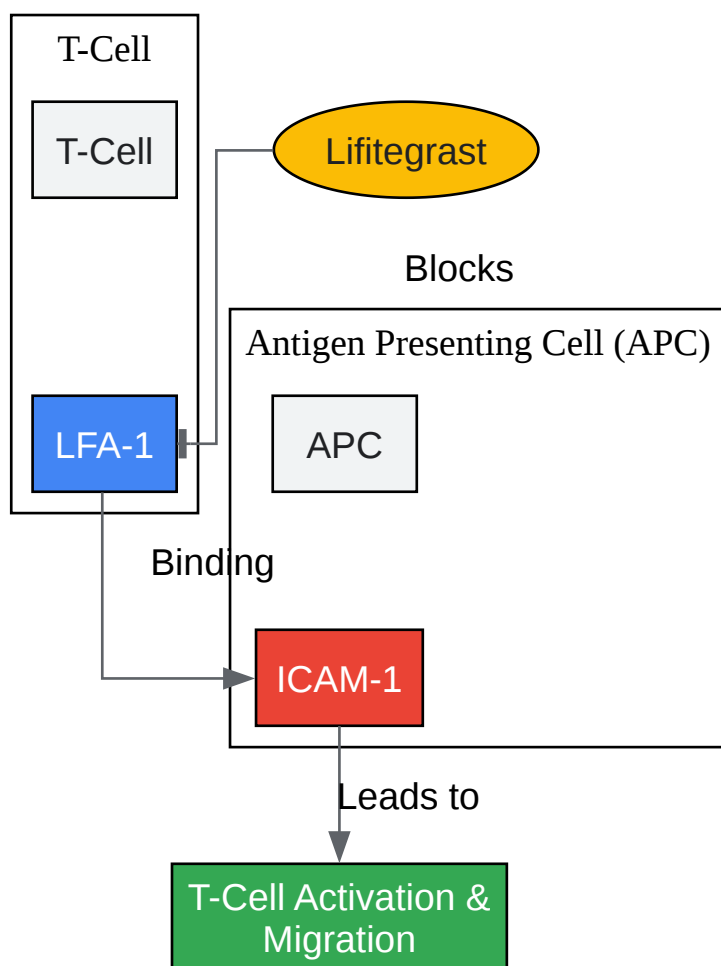 T-Cell
T-Cell
Lifitegrast
Blocks
Antigen Presenting Cell (APC)
LFA-1
APC
Binding
ICAM-1
Leads to
T-Cell Activation &
Migration